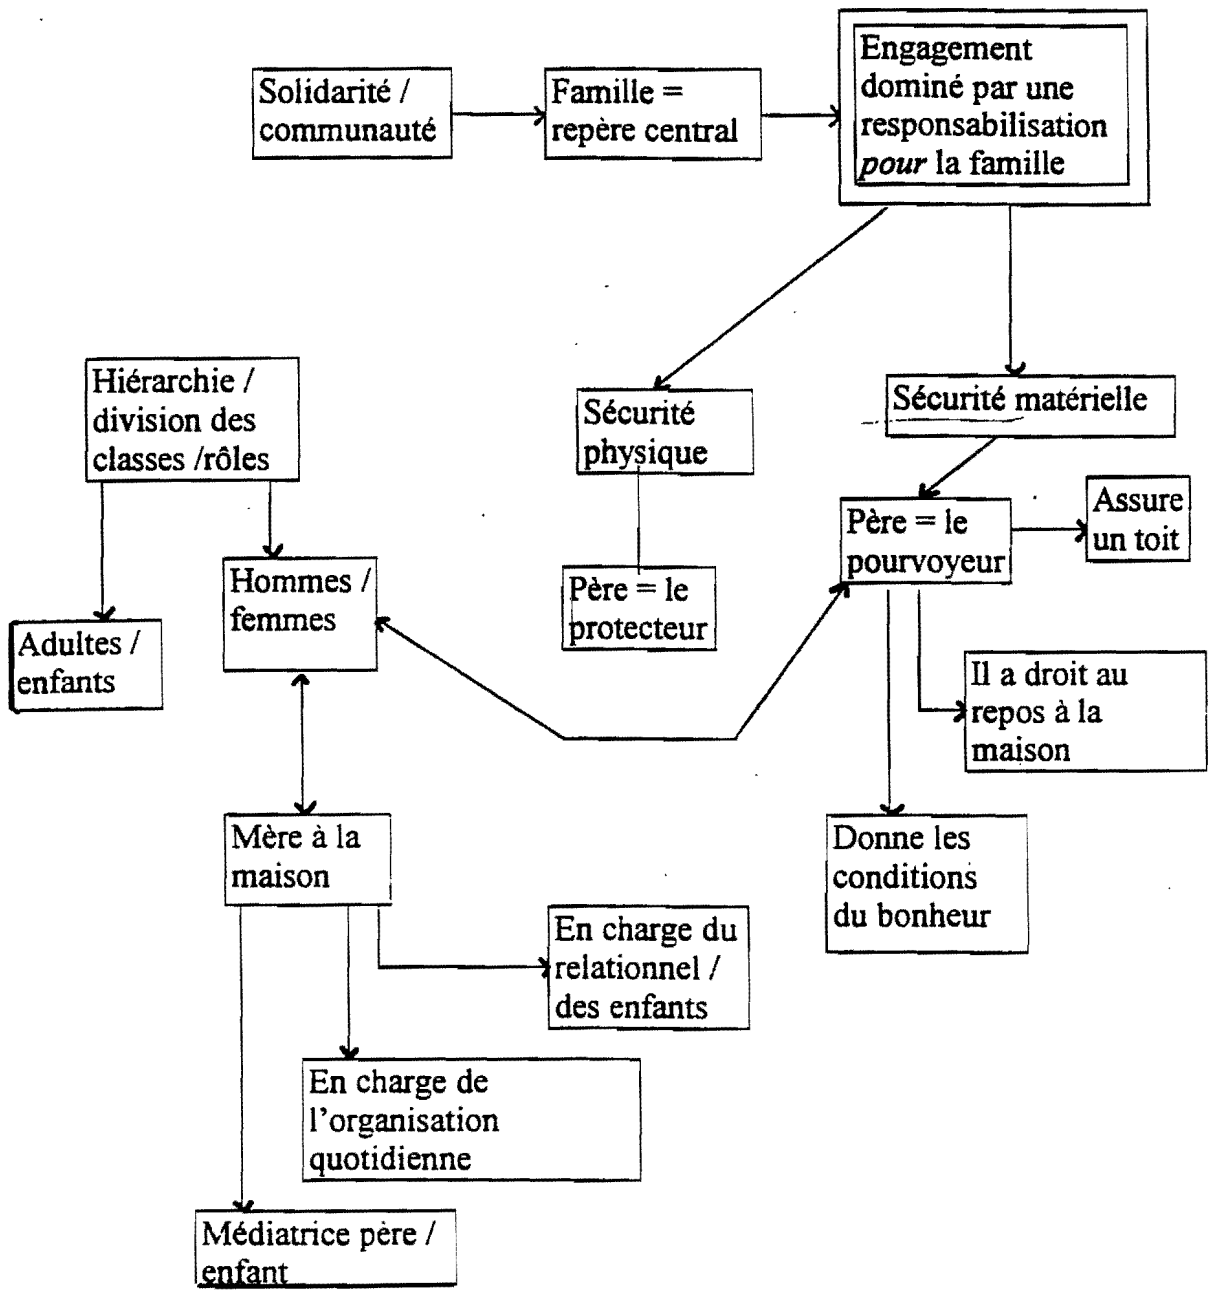 Solidarité /
communauté
Famille =
repère central
Engagement
dominé par une
responsabilisation
pour la famille
Hiérarchie /
division des
classes /rôles
Sécurité
physique
Sécurité matérielle
Père = le
pourvoyeur
Assure
un toit
Hommes /
femmes
Père = le
protecteur
Adultes /
enfants
Il a droit au
repos à la
maison
Mère à la
maison
Donne les
conditions
du bonheur
En charge du
relationnel /
des enfants
En charge de
l'organisation
quotidienne
Médiatrice père /
enfant